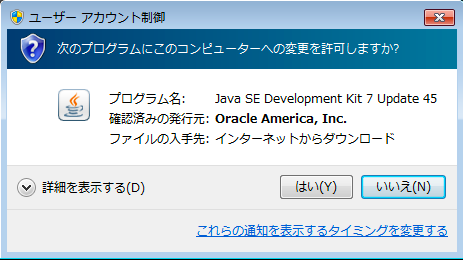 ユーザー アカウント制御
次のプログラムにこのコンピューターへの変更を許可しますか?
プログラム名: Java SE Development Kit 7 Update 45
確認済みの発行元: Oracle America, Inc.
ファイルの入手先: インターネットからダウンロード
詳細を表示する(D) はい(Y) いいえ(N)
これらの通知を表示するタイミングを変更する